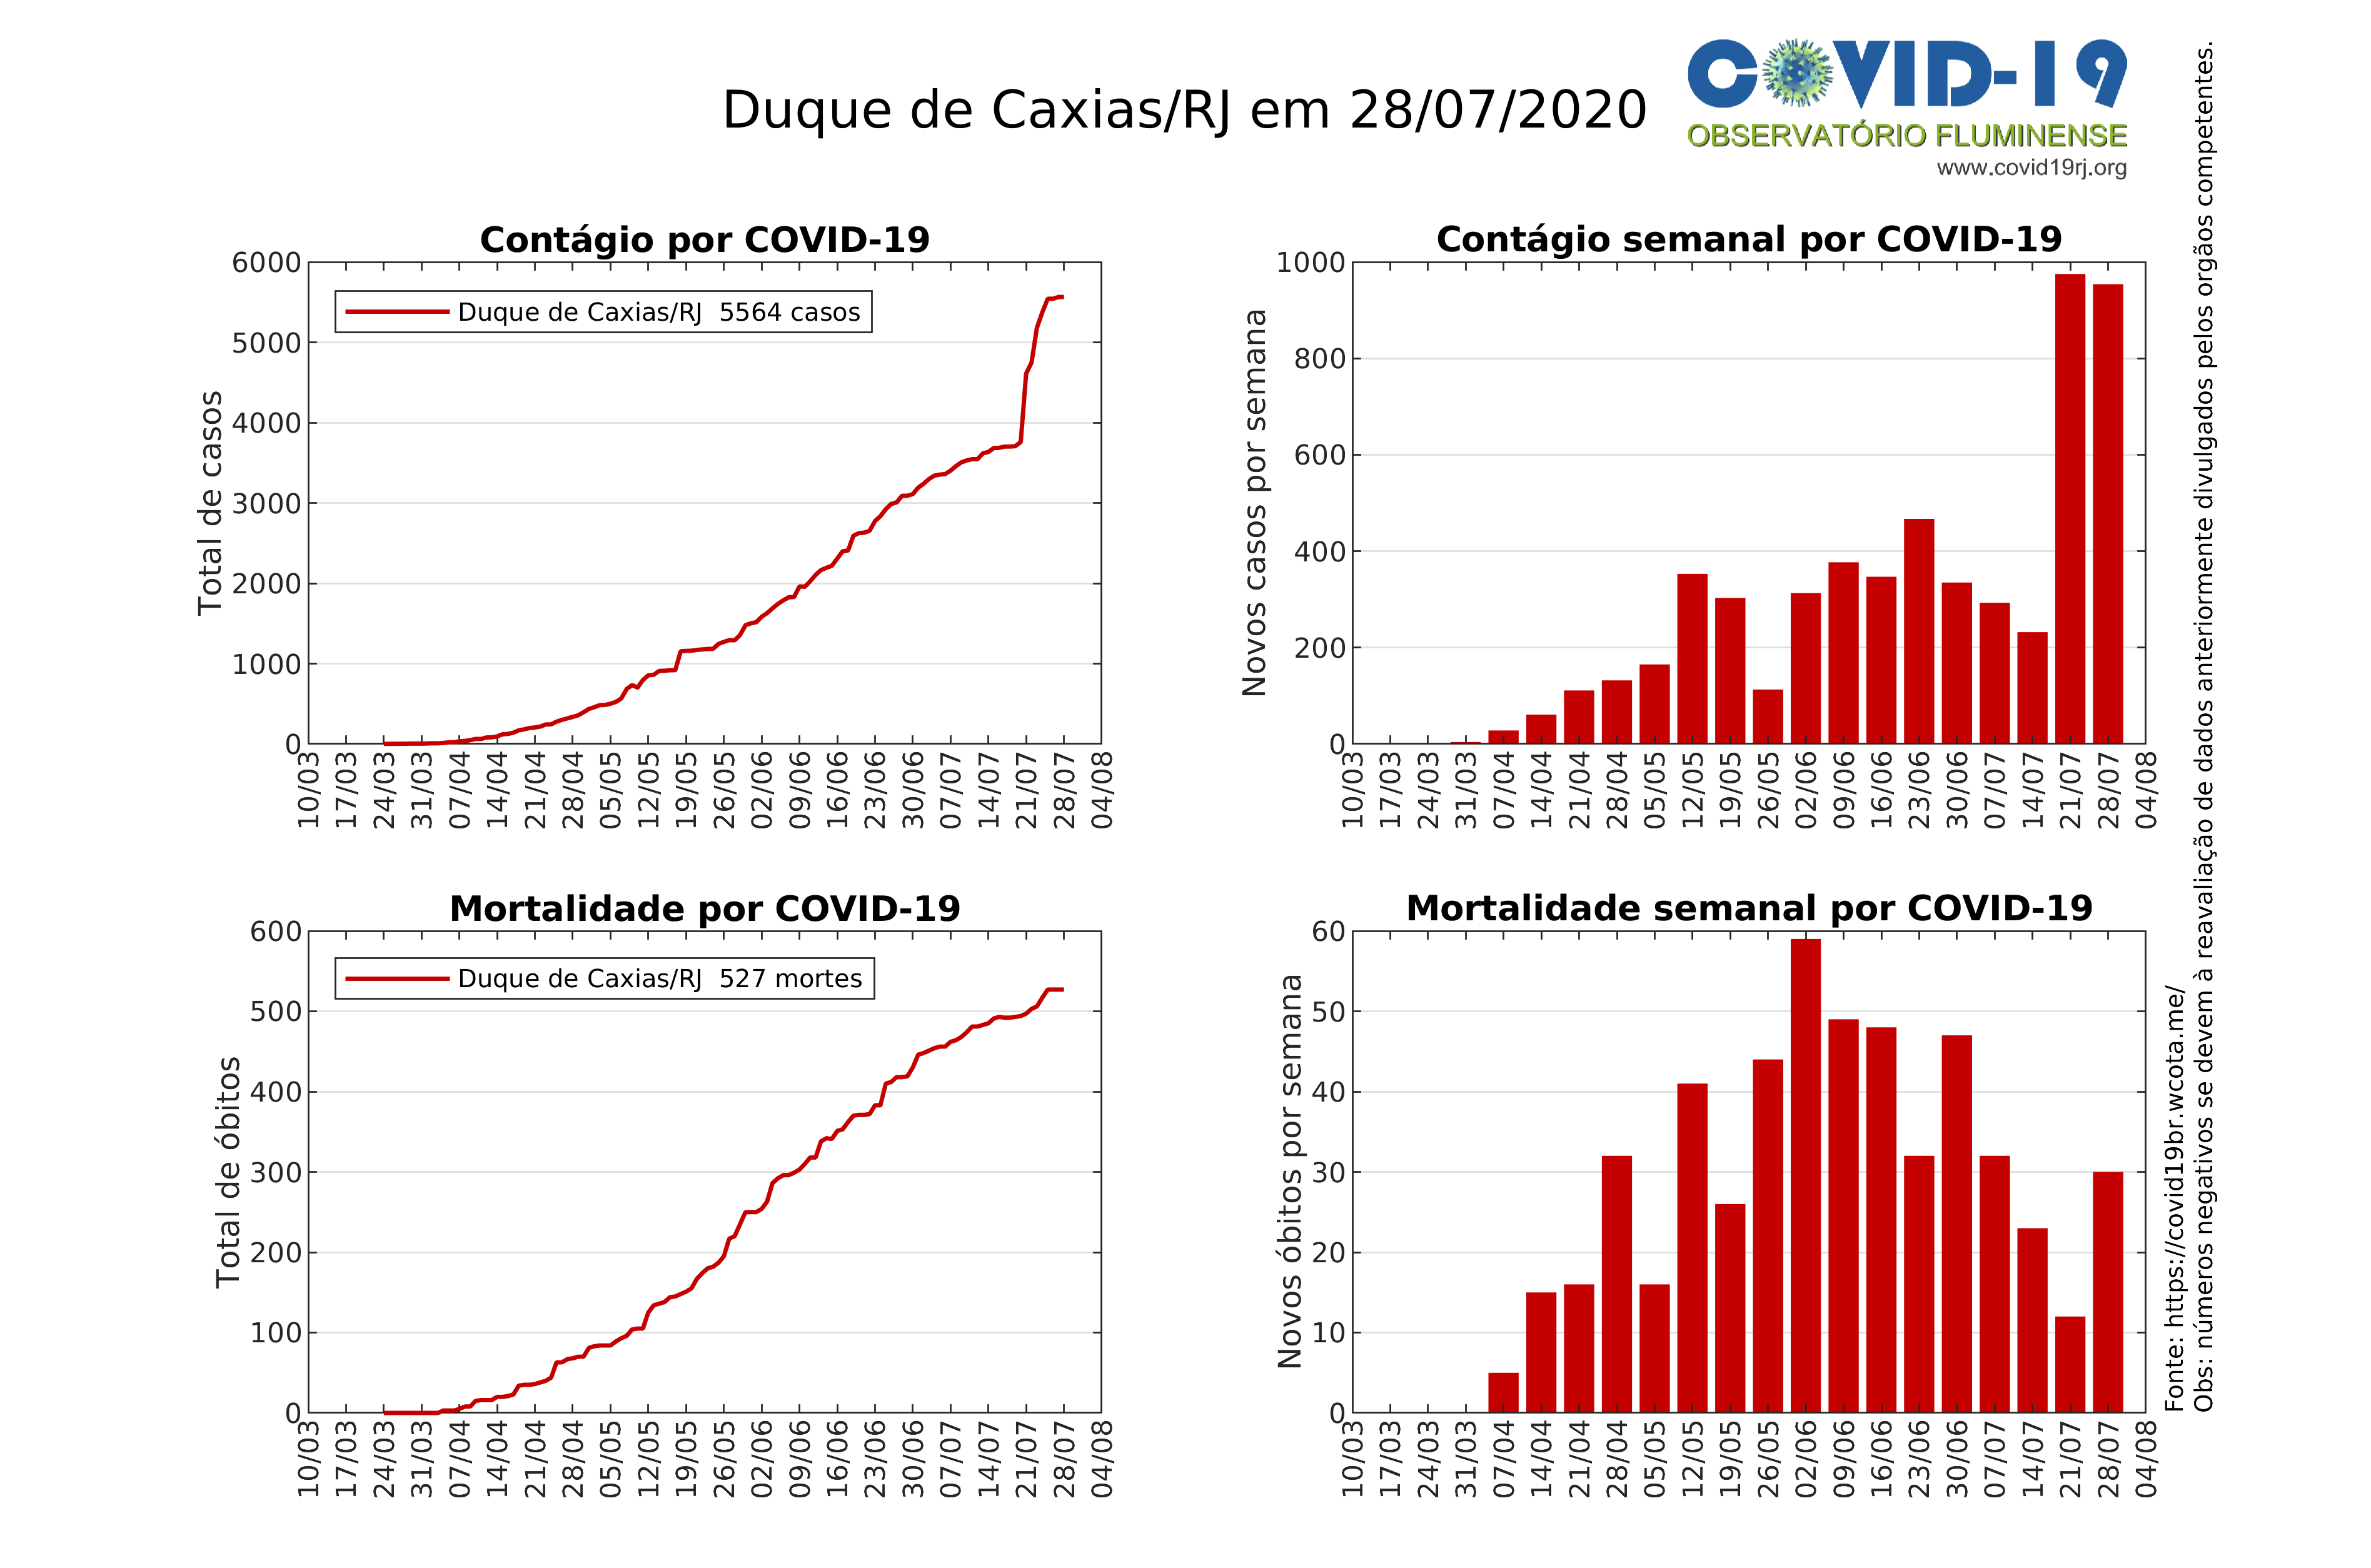 Duque de Caxias/RJ em 28/07/2020
COVID-19
OBSERVATÓRIO FLUMINENSE
www.covid19rj.org
Contágio por COVID-19
Total de casos
6000
5000
4000
3000
2000
1000
0
Duque de Caxias/RJ 5564 casos
10/03 17/03 24/03 31/03 07/04 14/04 21/04 28/04 05/05 12/05 19/05 26/05 02/06 09/06 16/06 23/06 30/06 07/07 14/07 21/07 28/07 04/08
Contágio semanal por COVID-19
Novos casos por semana
1000
800
600
400
200
0
10/03 17/03 24/03 31/03 07/04 14/04 21/04 28/04 05/05 12/05 19/05 26/05 02/06 09/06 16/06 23/06 30/06 07/07 14/07 21/07 28/07 04/08
Mortalidade por COVID-19
Total de óbitos
600
500
400
300
200
100
0
Duque de Caxias/RJ 527 mortes
10/03 17/03 24/03 31/03 07/04 14/04 21/04 28/04 05/05 12/05 19/05 26/05 02/06 09/06 16/06 23/06 30/06 07/07 14/07 21/07 28/07 04/08
Mortalidade semanal por COVID-19
Novos óbitos por semana
60
50
40
30
20
10
0
10/03 17/03 24/03 31/03 07/04 14/04 21/04 28/04 05/05 12/05 19/05 26/05 02/06 09/06 16/06 23/06 30/06 07/07 14/07 21/07 28/07 04/08
Fonte: https://covid19br.wcota.me/
Obs: números negativos se devem à reavaliação de dados anteriormente divulgados pelos orgãos competentes.